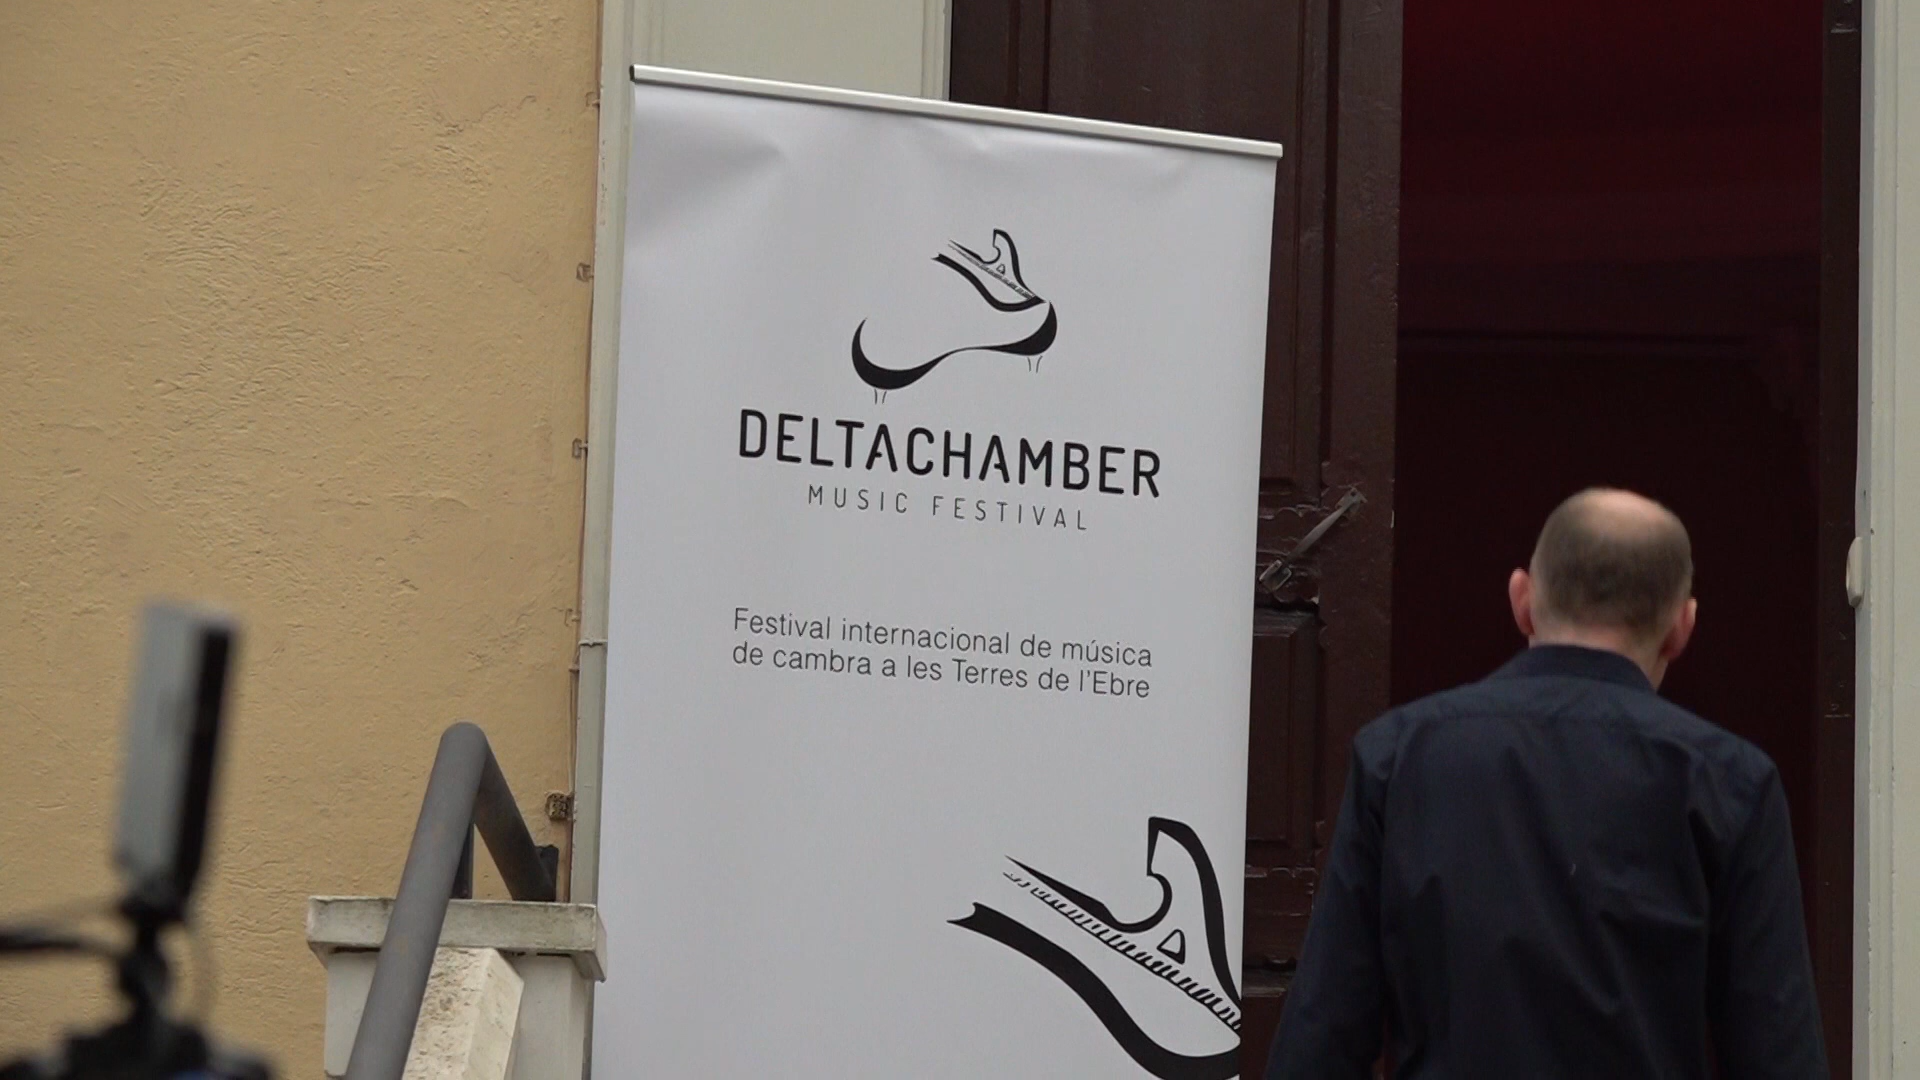 DELTACHAMBER
MUSIC FESTIVAL
Festival internacional de música
de cambra a les Terres de l'Ebre